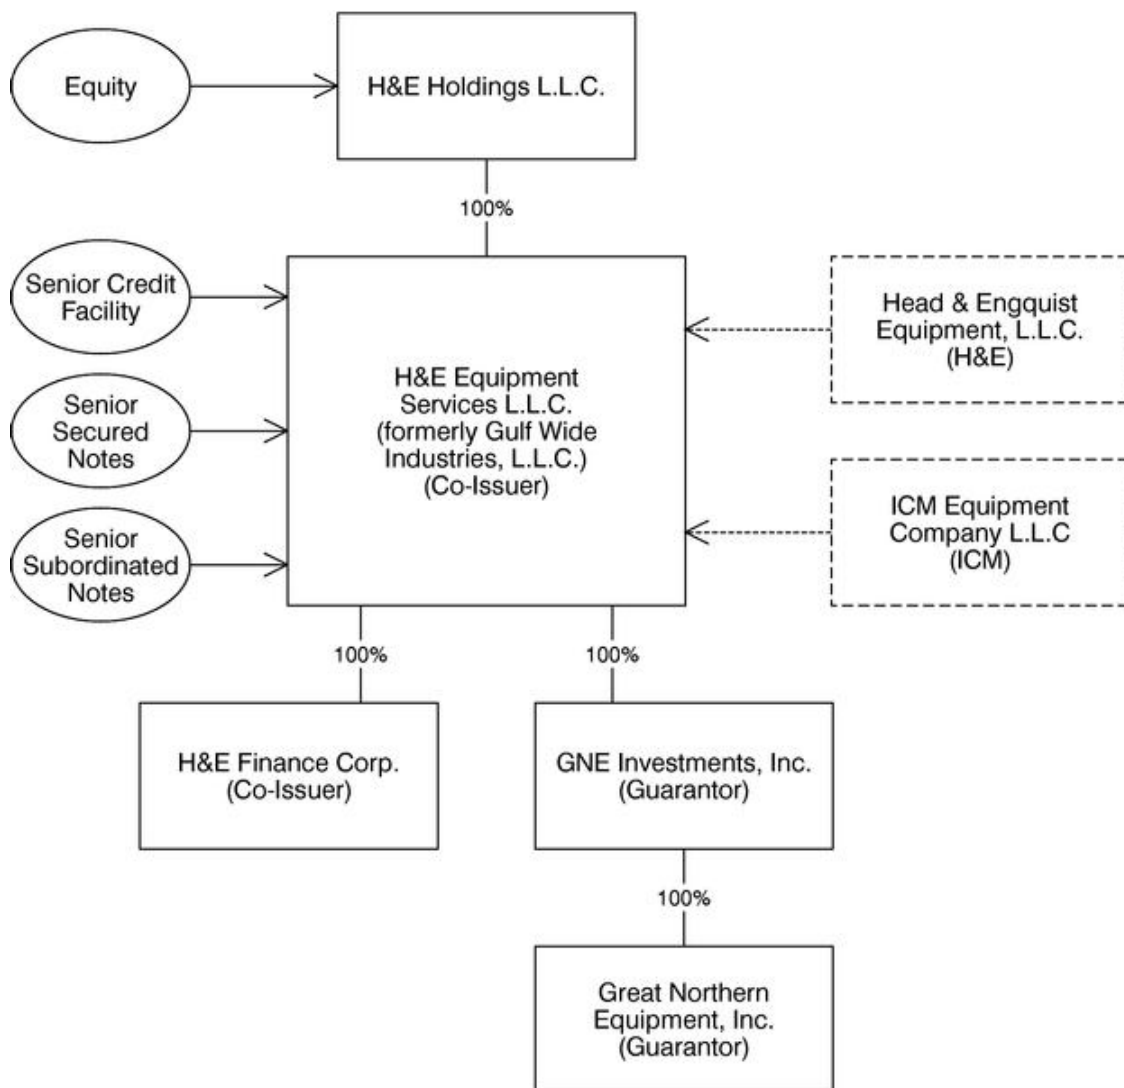 Equity
H&E Holdings L.L.C.
100%
Senior Credit
Facility
Senior
Secured
Notes
Senior
Subordinated
Notes
H&E Equipment
Services L.L.C.
(formerly Gulf Wide
Industries, L.L.C.)
(Co-Issuer)
Head & Engquist
Equipment, L.L.C.
(H&E)
ICM Equipment
Company L.L.C
(ICM)
100%
100%
H&E Finance Corp.
(Co-Issuer)
GNE Investments, Inc.
(Guarantor)
100%
Great Northern
Equipment, Inc.
(Guarantor)